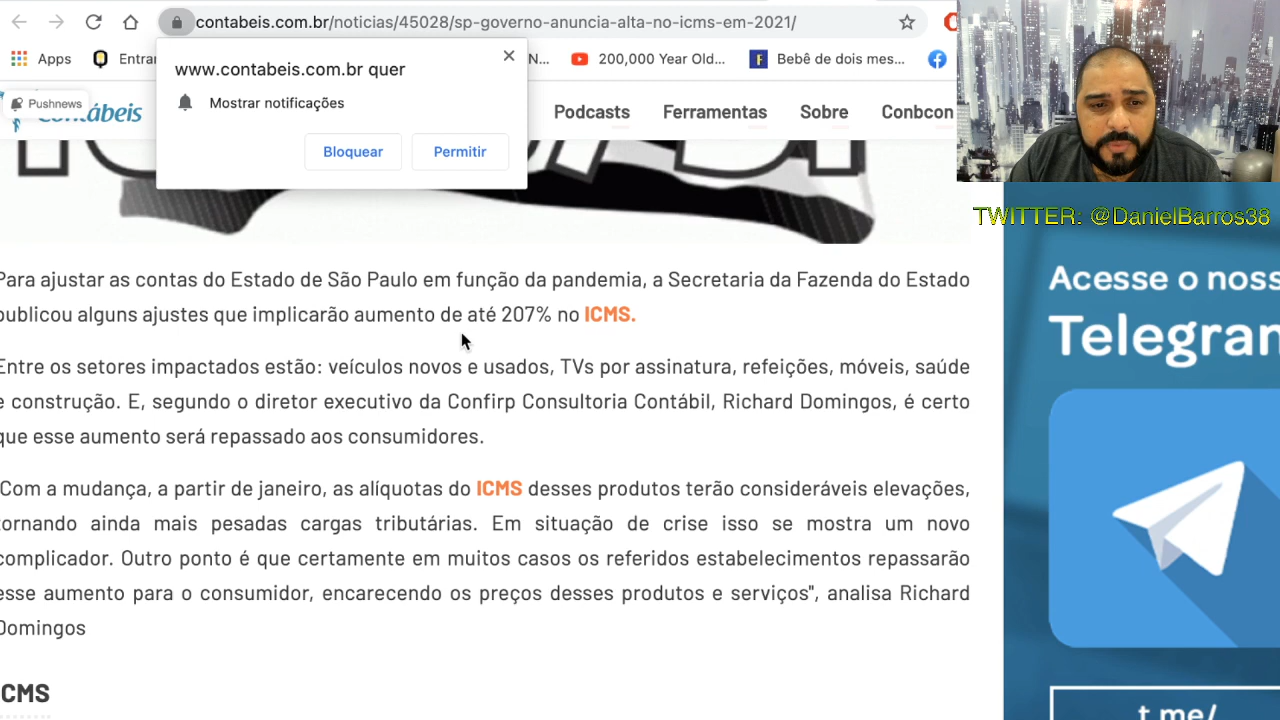 contabeis.com.br/noticias/45028/sp-governo-anuncia-alta-no-icms-em-2021/
Apps
N...
200,000 Year Old...
Bebê de dois mes...
www.contabeis.com.br quer
Mostrar notificações
Bloquear
Permitir
Pushnews
Podcasts
Ferramentas
Sobre
Conbcon
TWITTER: @DanielBarros38
Para ajustar as contas do Estado de São Paulo em função da pandemia, a Secretaria da Fazenda do Estado
publicou alguns ajustes que implicarão aumento de até 207% no ICMS.
Entre os setores impactados estão: veículos novos e usados, TVs por assinatura, refeições, móveis, saúde
e construção. E, segundo o diretor executivo da Confirp Consultoria Contábil, Richard Domingos, é certo
que esse aumento será repassado aos consumidores.
Com a mudança, a partir de janeiro, as alíquotas do ICMS desses produtos terão consideráveis elevações,
tornando ainda mais pesadas cargas tributárias. Em situação de crise isso se mostra um novo
complicador. Outro ponto é que certamente em muitos casos os referidos estabelecimentos repassarão
esse aumento para o consumidor, encarecendo os preços desses produtos e serviços", analisa Richard
Domingos
ICMS
Acesse o noss
Telegran
t.me/